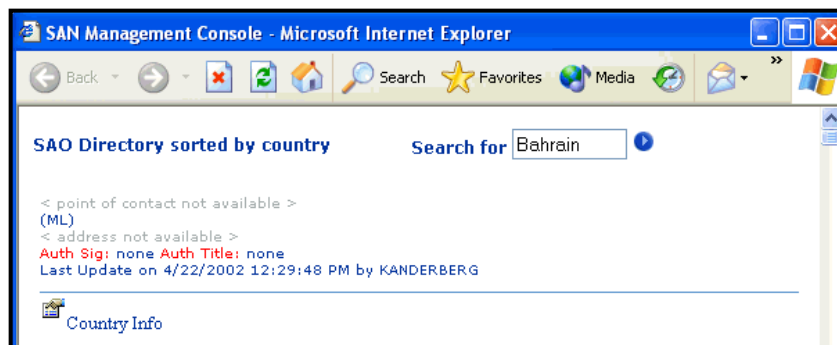 SAN Management Console - Microsoft Internet Explorer
Back Search Favorites Media »
SAO Directory sorted by country Search for Bahrain
< point of contact not available >
(ML)
< address not available >
Auth Sig: none Auth Title: none
Last Update on 4/22/2002 12:29:48 PM by KANDERBERG
Country Info